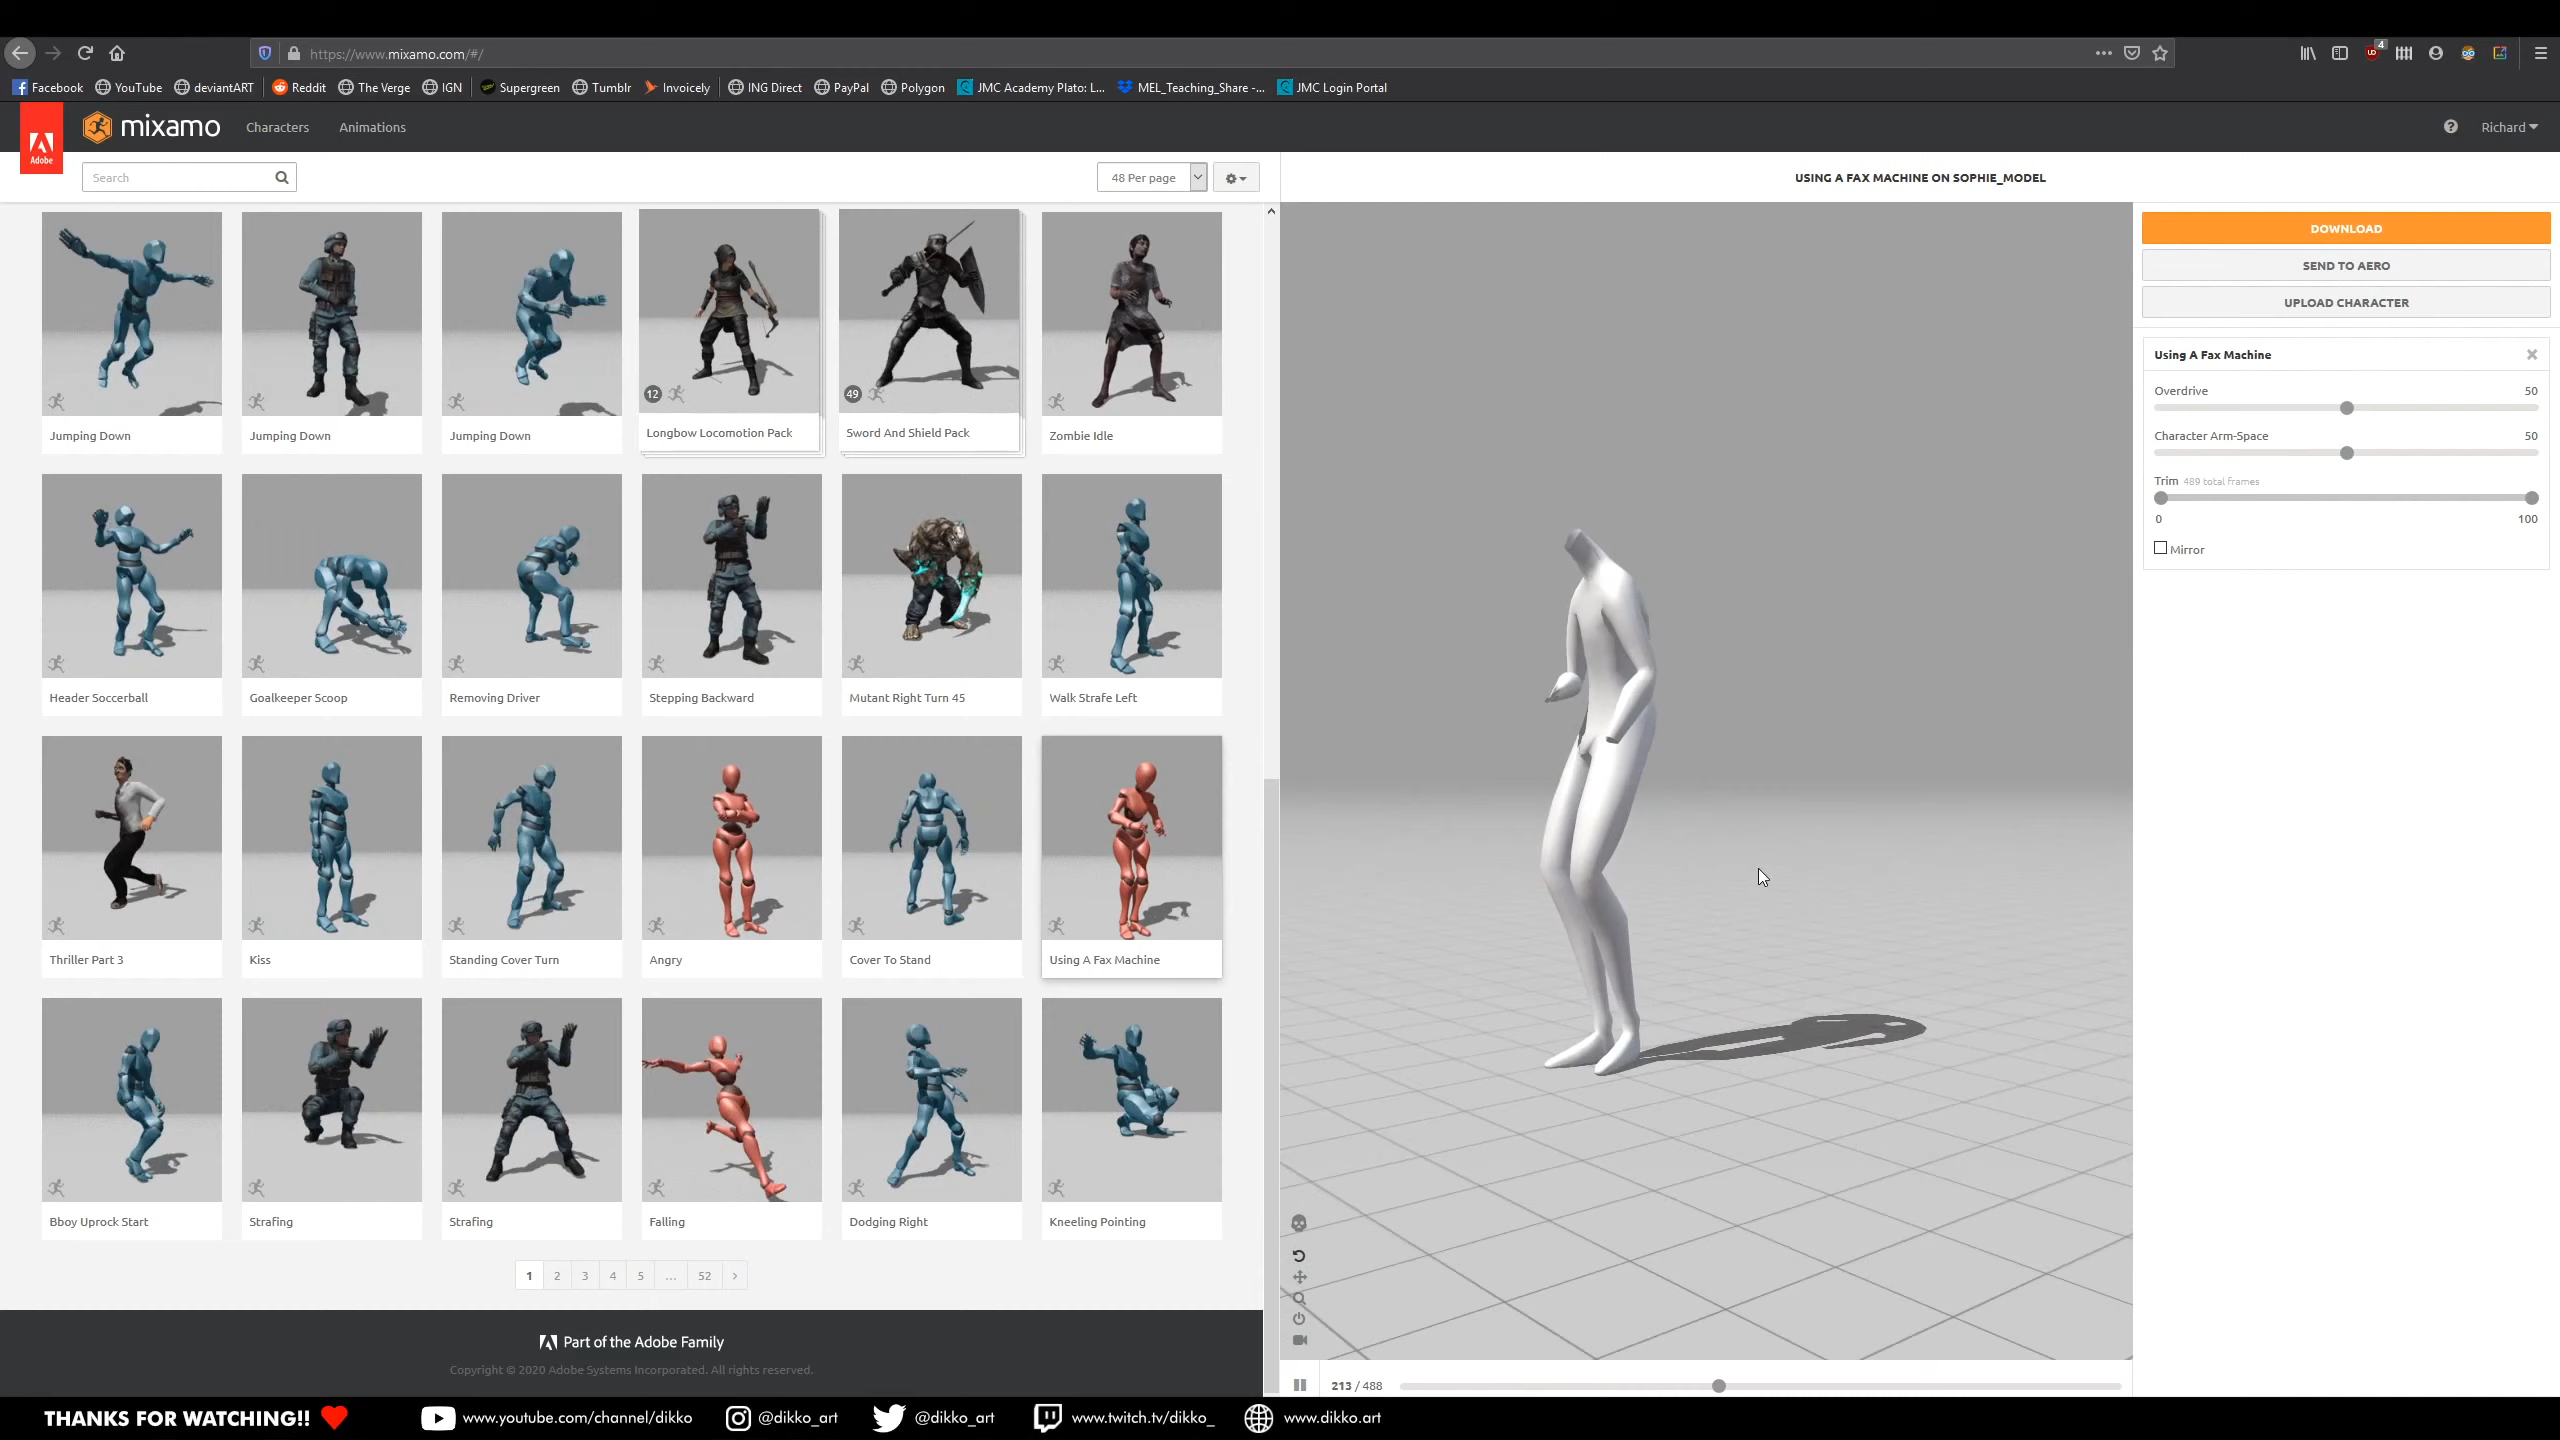 https://www.mixamo.com/#/
4
Facebook YouTube deviantART Reddit The Verge IGN Supergreen Tumblr Invoicely ING Direct PayPal Polygon JMC Academy Plato: L... MEL_Teaching_Share -... JMC Login Portal
Adobe mixamo Characters Animations Richard
Search 48 Per page
USING A FAX MACHINE ON SOPHIE_MODEL
DOWNLOAD
SEND TO AERO
UPLOAD CHARACTER
Using A Fax Machine
Overdrive 50
Character Arm-Space 50
Trim 489 total frames
0 100
Mirror
12 49
Jumping Down Jumping Down Jumping Down Longbow Locomotion Pack Sword And Shield Pack Zombie Idle
Header Soccerball Goalkeeper Scoop Removing Driver Stepping Backward Mutant Right Turn 45 Walk Strafe Left
Thriller Part 3 Kiss Standing Cover Turn Angry Cover To Stand Using A Fax Machine
Bboy Uprock Start Strafing Strafing Falling Dodging Right Kneeling Pointing
1 2 3 4 5 ... 52 >
Part of the Adobe Family
Copyright © 2020 Adobe Systems Incorporated. All rights reserved.
213 / 488
THANKS FOR WATCHING!! www.youtube.com/channel/dikko @dikko_art @dikko_art www.twitch.tv/dikko_ www.dikko.art